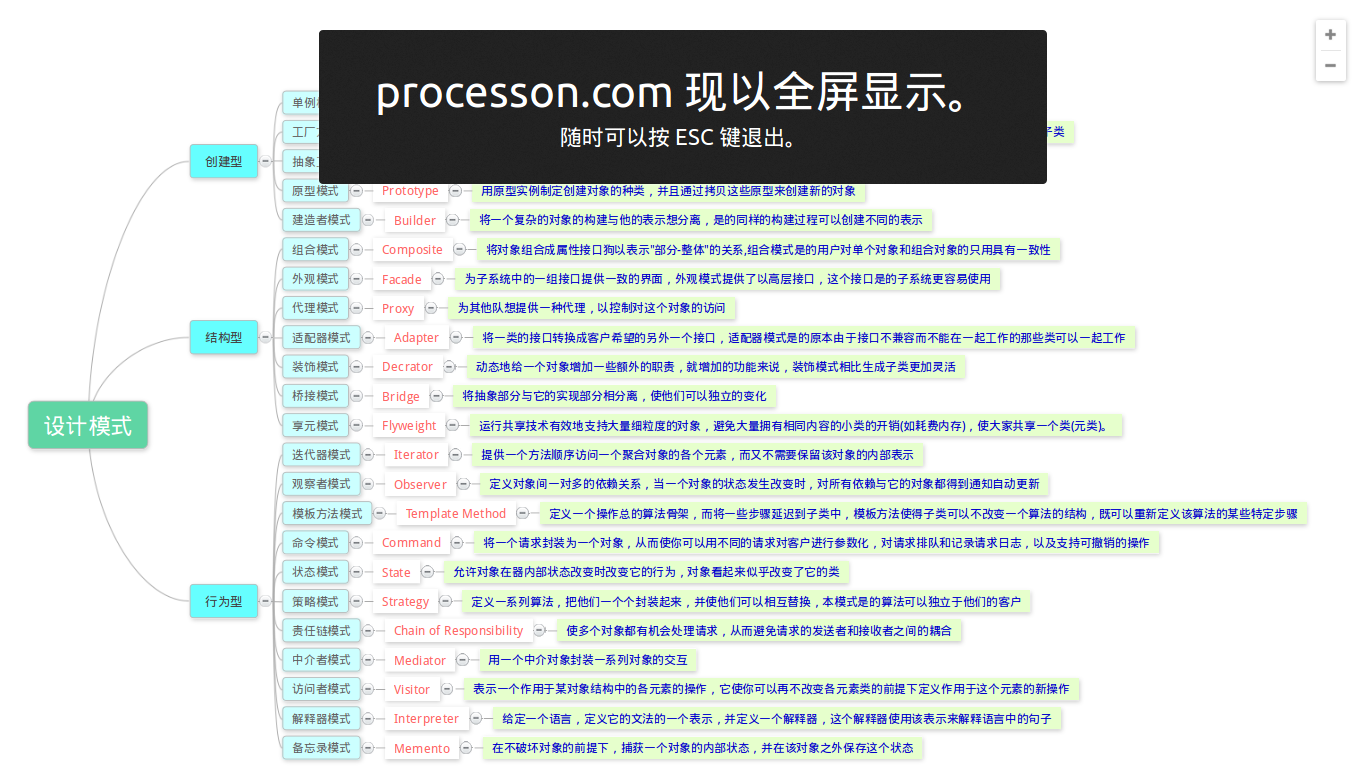 processon.com 现以全屏显示。
随时可以按 ESC 键退出。
设计模式
创建型
单例
工厂
子类
抽象
原型模式 Prototype 用原型实例制定创建对象的种类，并且通过拷贝这些原型来创建新的对象
建造者模式 Builder 将一个复杂的对象的构建与他的表示想分离，是的同样的构建过程可以创建不同的表示
结构型
组合模式 Composite 将对象组合成属性接口狗以表示"部分-整体"的关系,组合模式是的用户对单个对象和组合对象的只用具有一致性
外观模式 Facade 为子系统中的一组接口提供一致的界面，外观模式提供了以高层接口，这个接口是的子系统更容易使用
代理模式 Proxy 为其他队想提供一种代理，以控制对这个对象的访问
适配器模式 Adapter 将一类的接口转换成客户希望的另外一个接口，适配器模式是的原本由于接口不兼容而不能在一起工作的那些类可以一起工作
装饰模式 Decrator 动态地给一个对象增加一些额外的职责，就增加的功能来说，装饰模式相比生成子类更加灵活
桥接模式 Bridge 将抽象部分与它的实现部分相分离，使他们可以独立的变化
享元模式 Flyweight 运行共享技术有效地支持大量细粒度的对象，避免大量拥有相同内容的小类的开销(如耗费内存)，使大家共享一个类(元类)。
行为型
迭代器模式 Iterator 提供一个方法顺序访问一个聚合对象的各个元素，而又不需要保留该对象的内部表示
观察者模式 Observer 定义对象间一对多的依赖关系，当一个对象的状态发生改变时，对所有依赖与它的对象都得到通知自动更新
模板方法模式 Template Method 定义一个操作总的算法骨架，而将一些步骤延迟到子类中，模板方法使得子类可以不改变一个算法的结构，既可以重新定义该算法的某些特定步骤
命令模式 Command 将一个请求封装为一个对象，从而使你可以用不同的请求对客户进行参数化，对请求排队和记录请求日志，以及支持可撤销的操作
状态模式 State 允许对象在器内部状态改变时改变它的行为，对象看起来似乎改变了它的类
策略模式 Strategy 定义一系列算法，把他们一个个封装起来，并使他们可以相互替换，本模式是的算法可以独立于他们的客户
责任链模式 Chain of Responsibility 使多个对象都有机会处理请求，从而避免请求的发送者和接收者之间的耦合
中介者模式 Mediator 用一个中介对象封装一系列对象的交互
访问者模式 Visitor 表示一个作用于某对象结构中的各元素的操作，它使你可以再不改变各元素类的前提下定义作用于这个元素的新操作
解释器模式 Interpreter 给定一个语言，定义它的文法的一个表示，并定义一个解释器，这个解释器使用该表示来解释语言中的句子
备忘录模式 Memento 在不破坏对象的前提下，捕获一个对象的内部状态，并在该对象之外保存这个状态